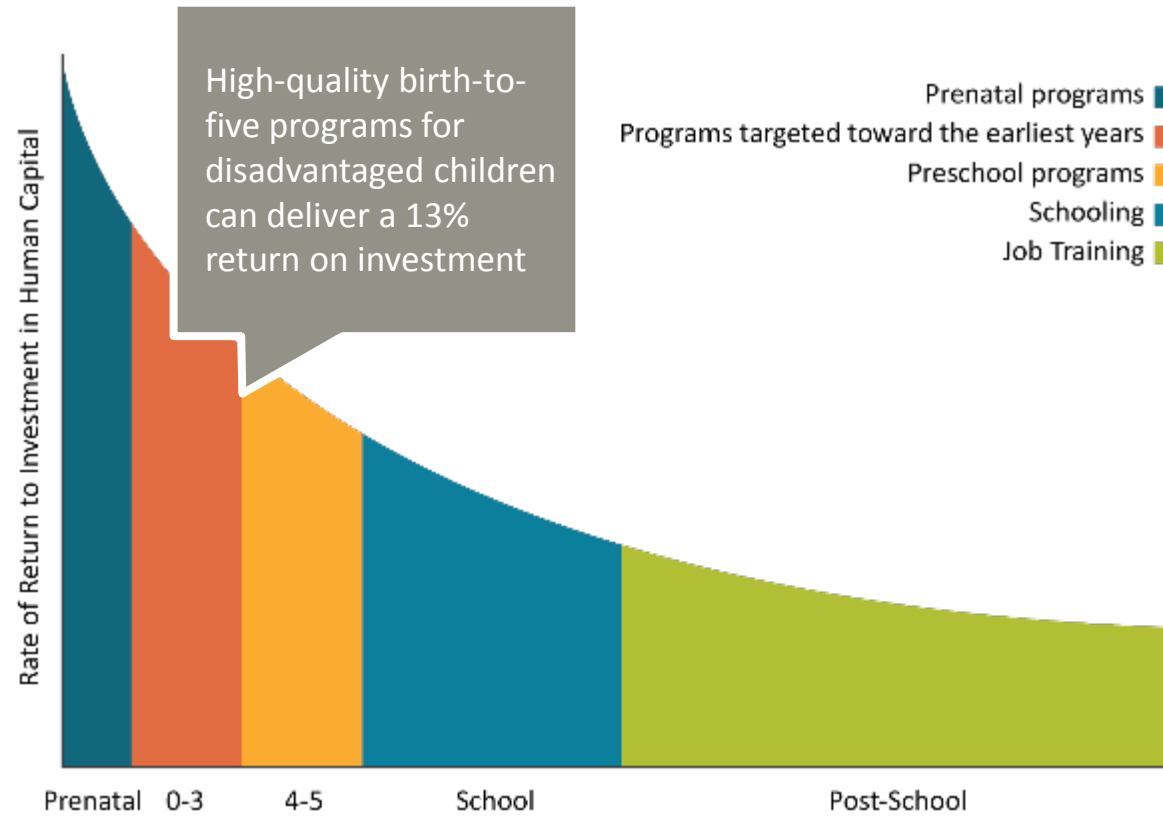 High-quality birth-to-
five programs for
disadvantaged children
can deliver a 13%
return on investment
Prenatal programs
Programs targeted toward the earliest years
Preschool programs
Schooling
Job Training
Rate of Return to Investment in Human Capital
Prenatal 0-3 4-5 School Post-School